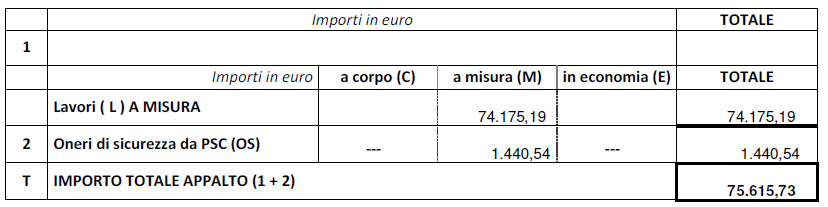 Importi in euro TOTALE
1
Importi in euro a corpo (C) a misura (M) in economia (E) TOTALE
Lavori ( L ) A MISURA 74.175,19 74.175,19
2 Oneri di sicurezza da PSC (OS) --- 1.440,54 --- 1.440,54
T IMPORTO TOTALE APPALTO (1 + 2) 75.615,73